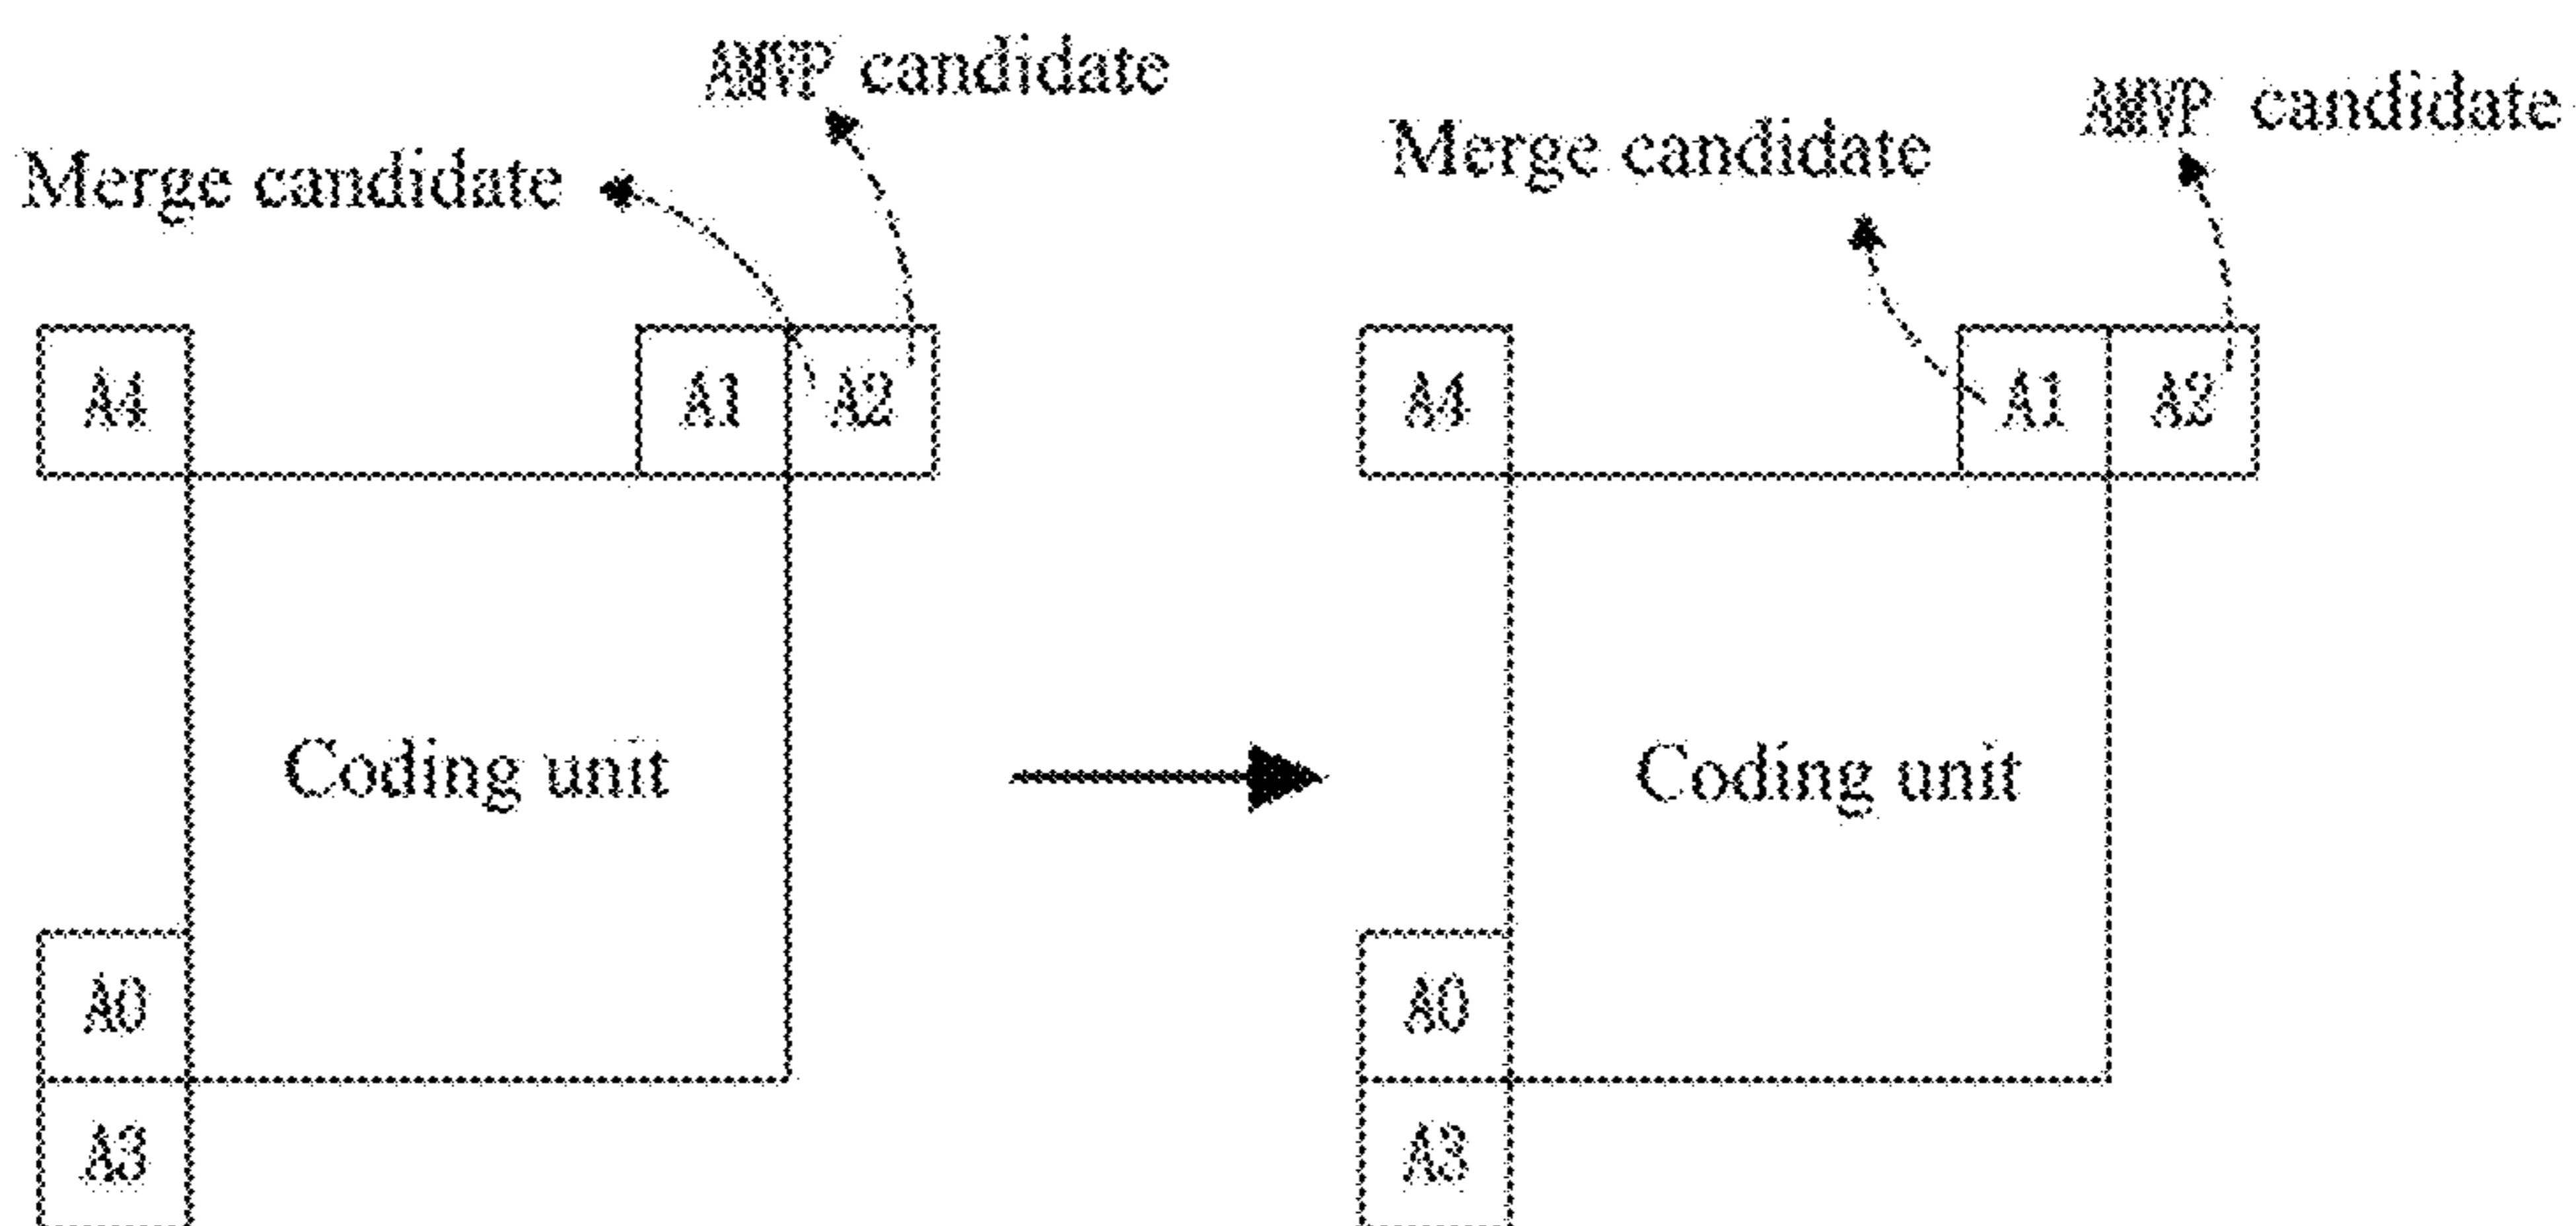 AMVP candidate
Merge candidate
A4
A1
A2
Coding unit
A0
A3
AMVP candidate
Merge candidate
A4
A1
A2
Coding unit
A0
A3